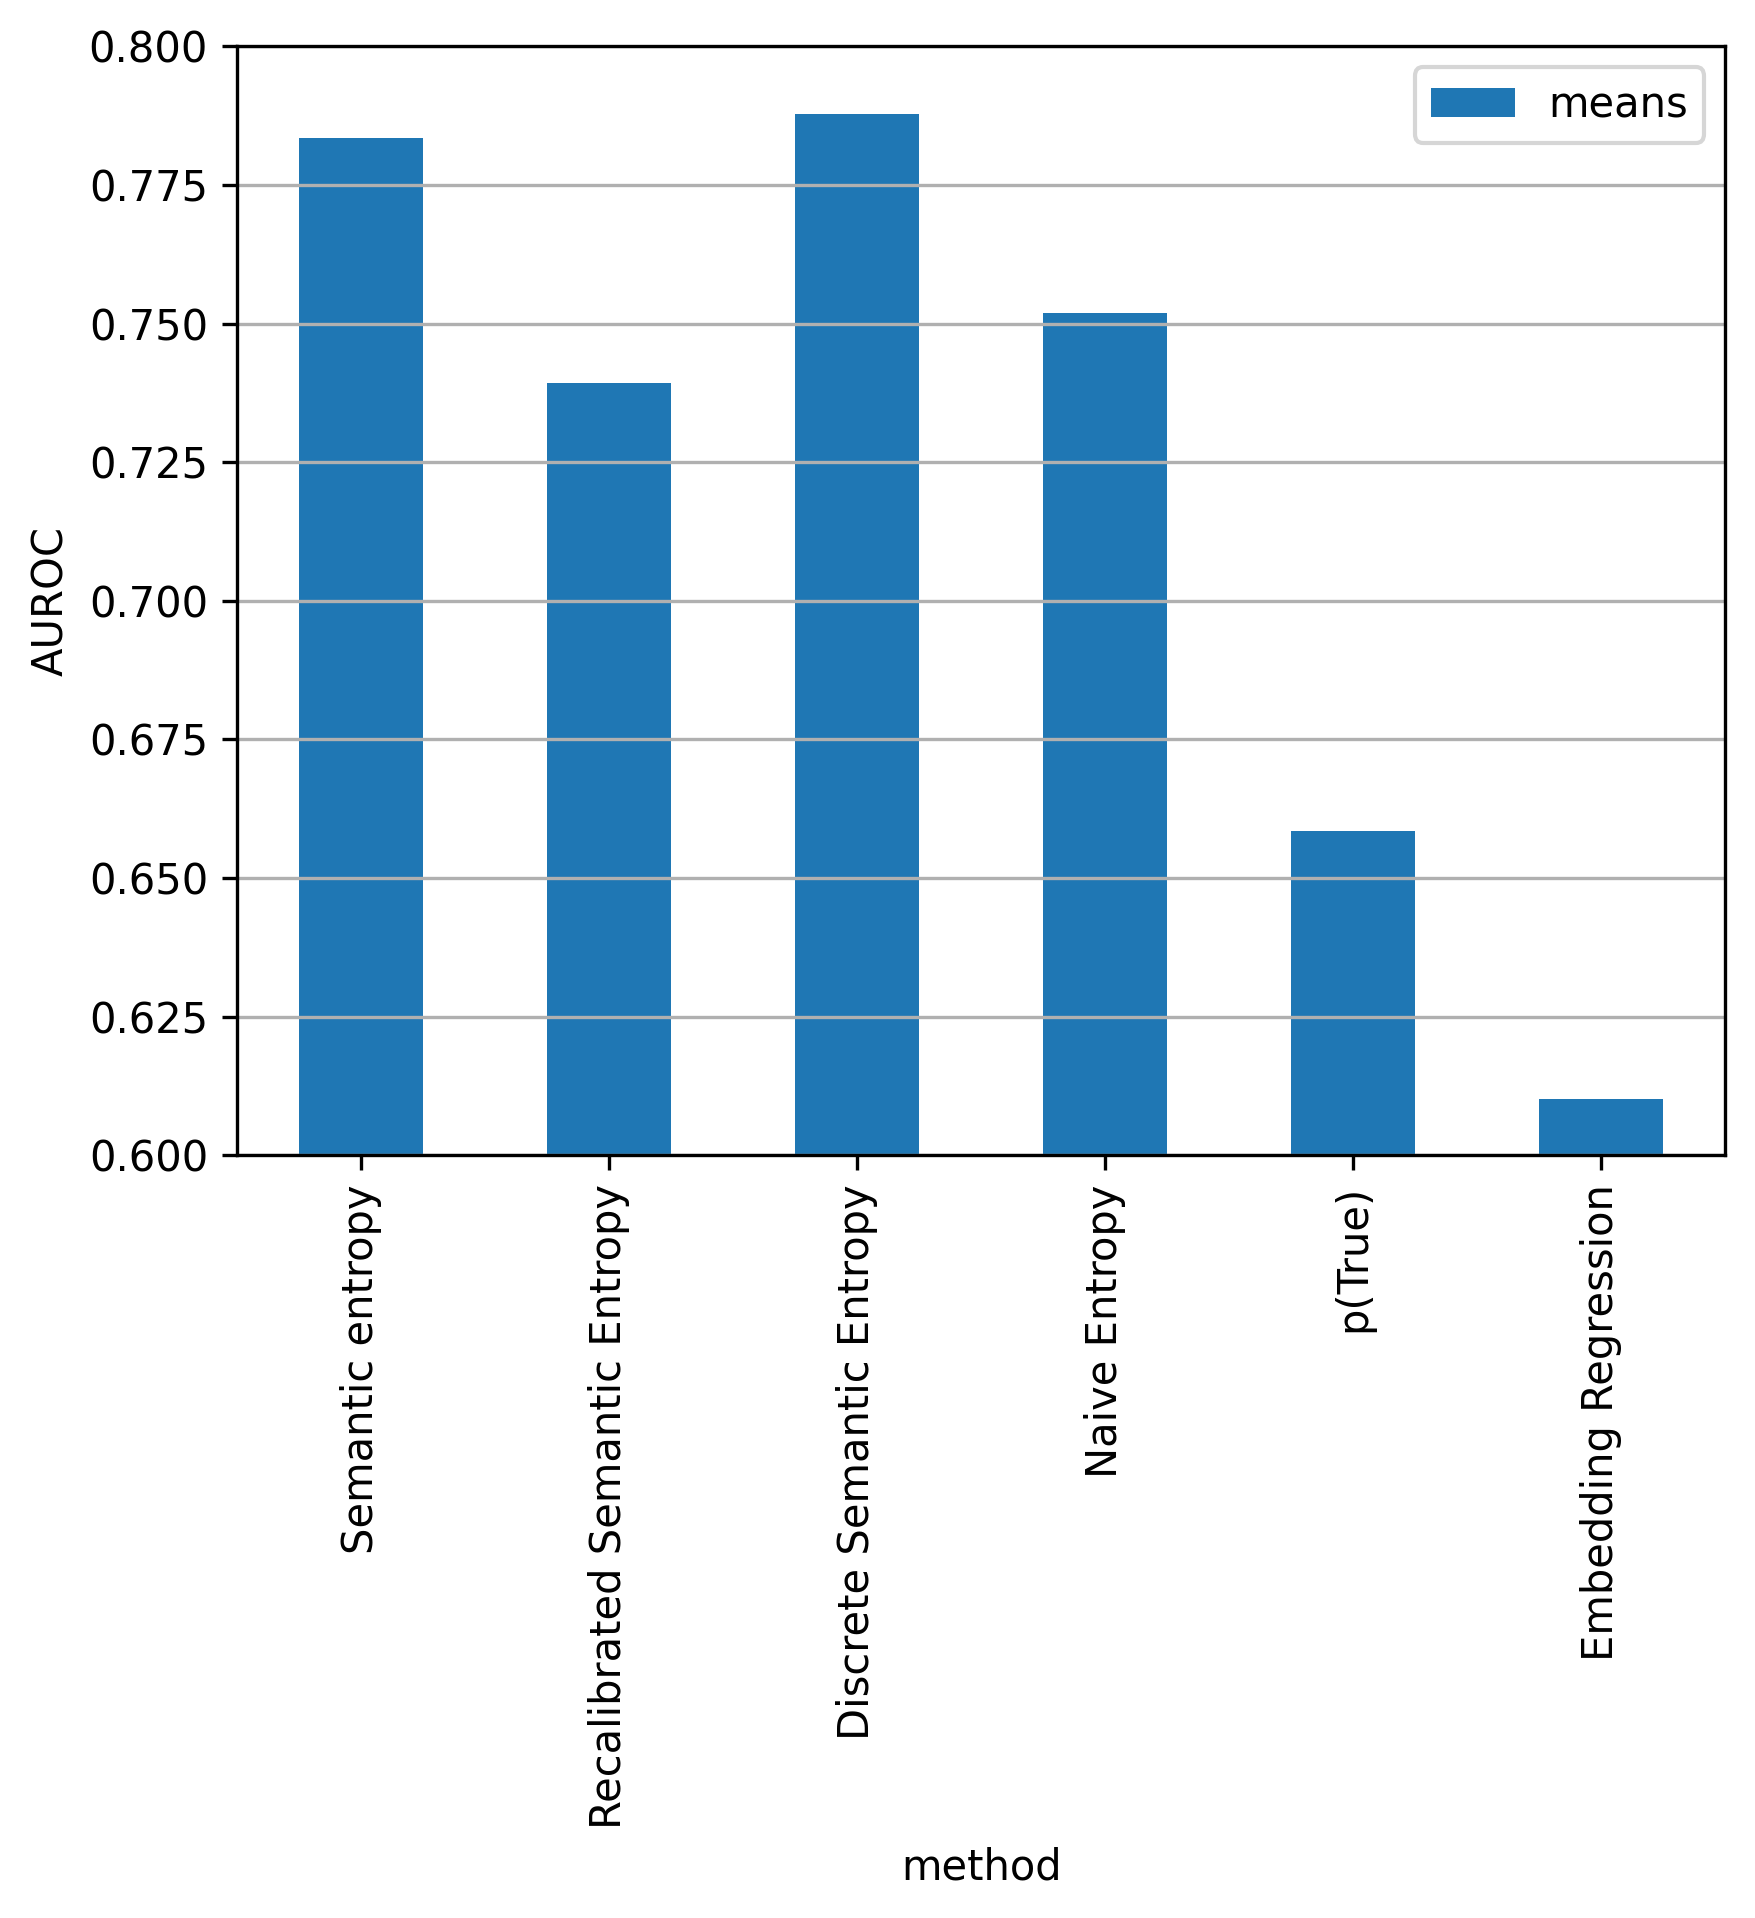 0.800
0.775
0.750
0.725
0.700
0.675
0.650
0.625
0.600
AUROC
means
Semantic entropy
Recalibrated Semantic Entropy
Discrete Semantic Entropy
Naive Entropy
p(True)
Embedding Regression
method